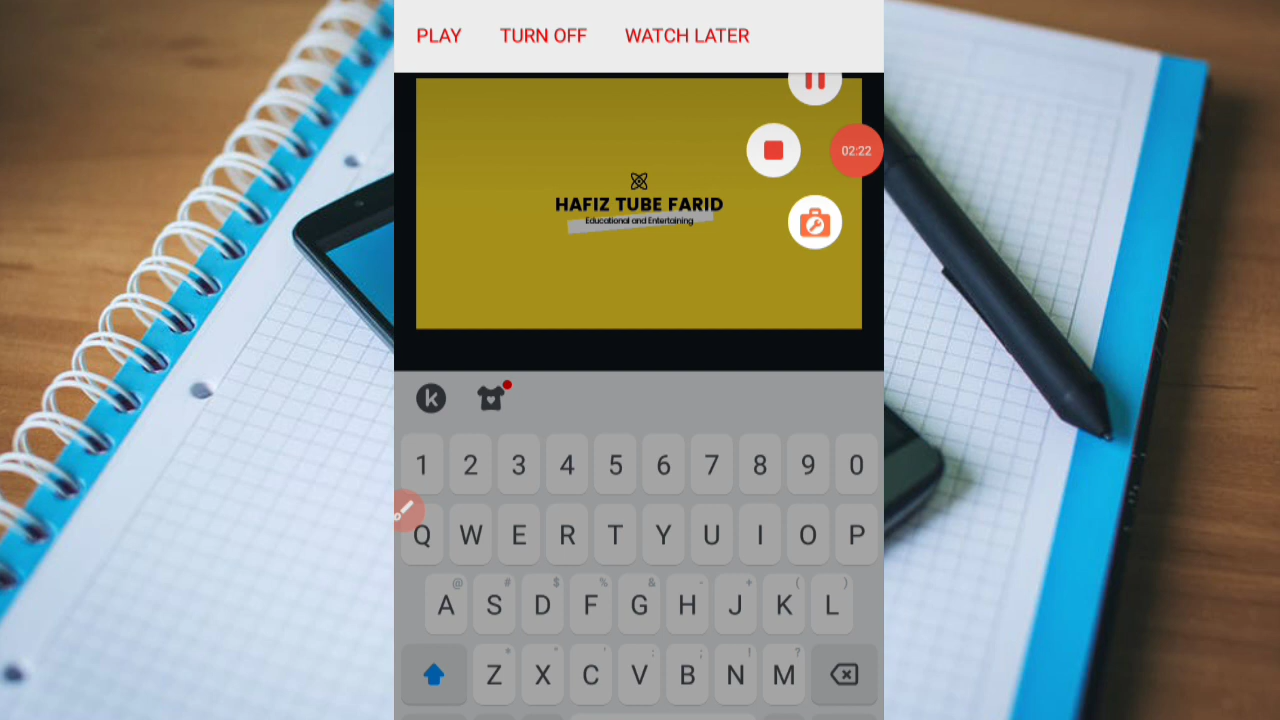 PLAY TURN OFF WATCH LATER
02:22
HAFIZ TUBE FARID
Educational and Entertaining
k
1 2 3 4 5 6 7 8 9 0
Q W E R T Y U I O P
@ # $ % & - + ( )
A S D F G H J K L
* " ' : ; ! ?
Z X C V B N M